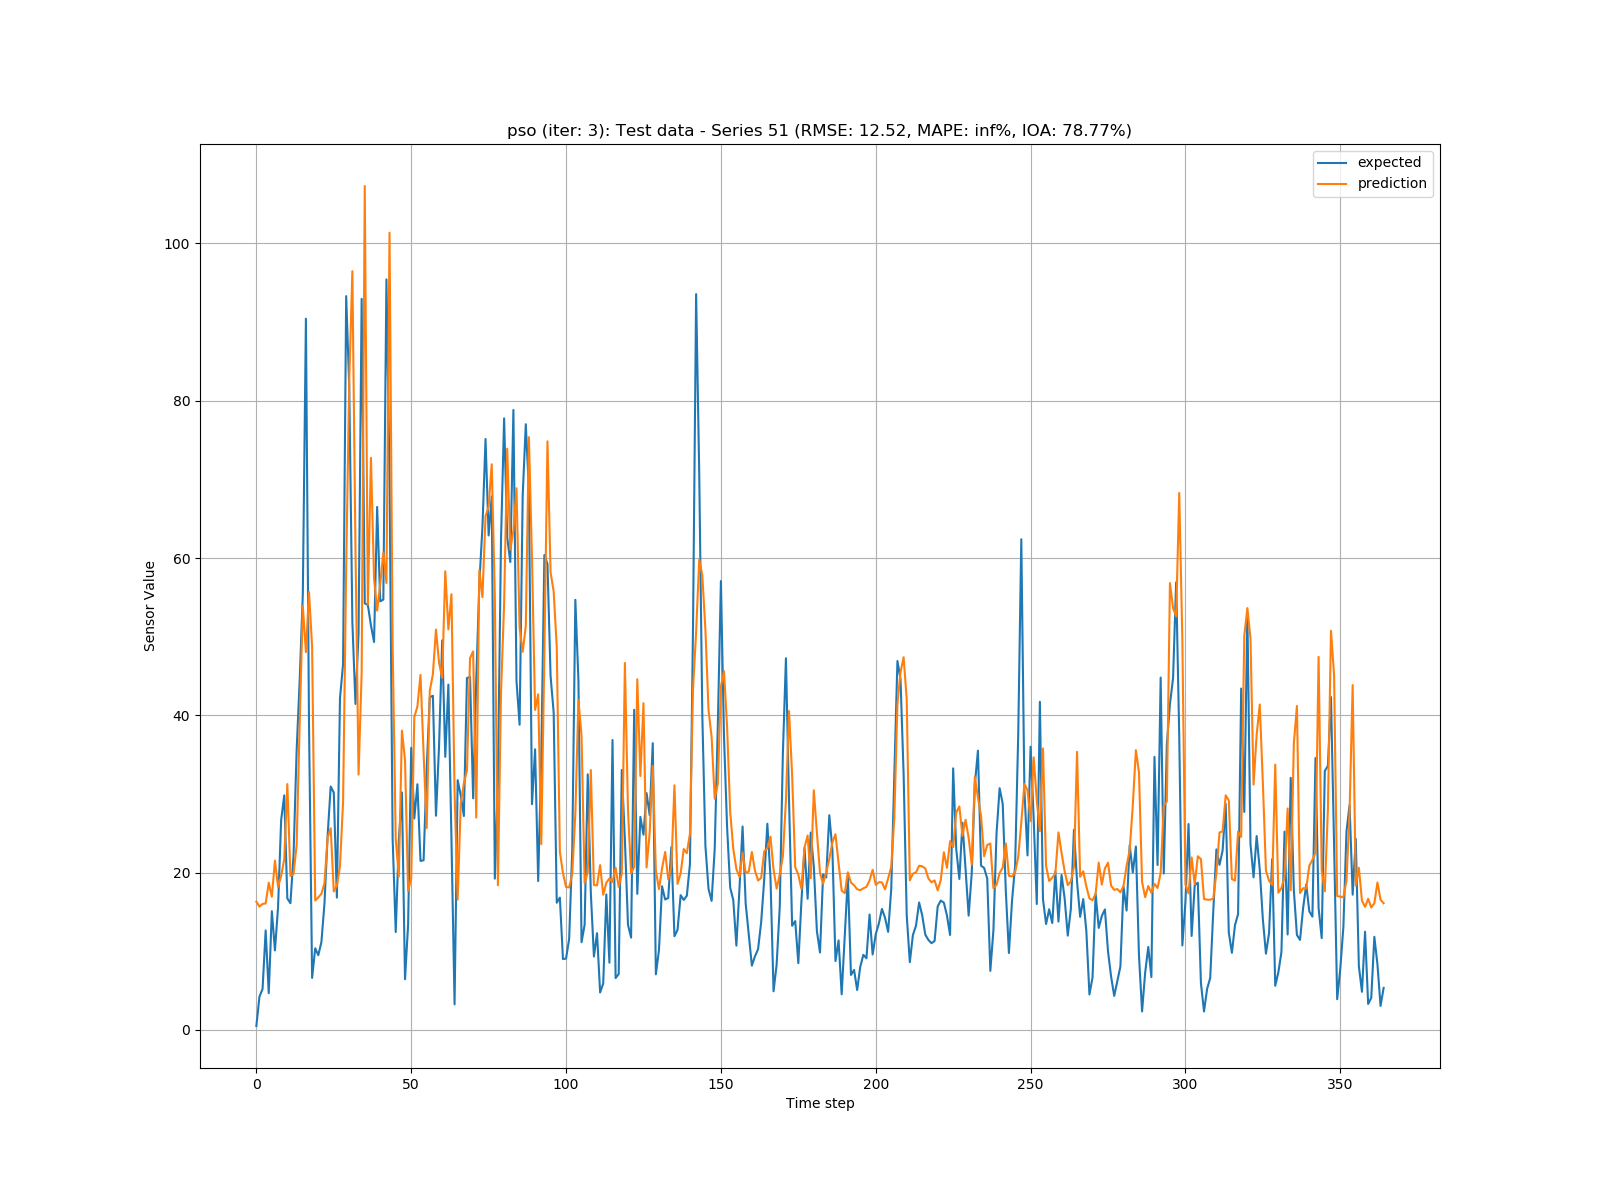 pso (iter: 3): Test data - Series 51 (RMSE: 12.52, MAPE: inf%, IOA: 78.77%)
expected
prediction
Sensor Value
100
80
60
40
20
0
0 50 100 150 200 250 300 350
Time step